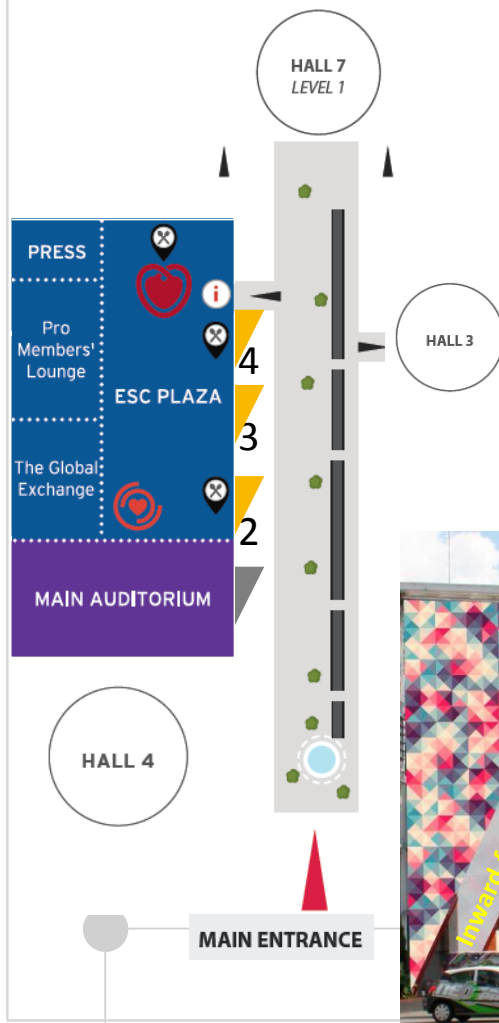 HALL 7
LEVEL 1
PRESS
i
Pro
Members'
Lounge
HALL 3
4
ESC PLAZA
3
The Global
Exchange
2
MAIN AUDITORIUM
HALL 4
Inward
MAIN ENTRANCE